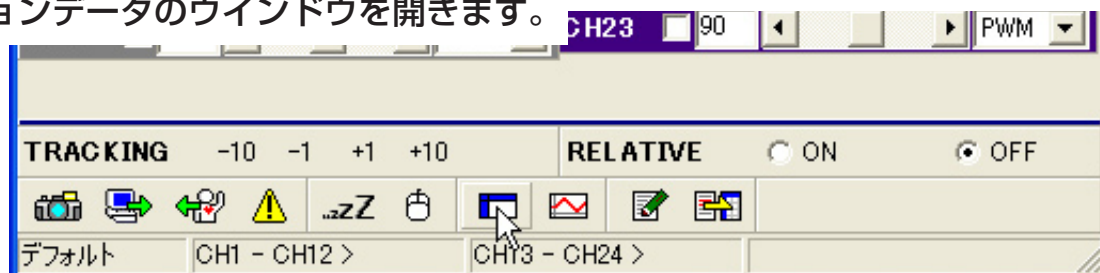 ョンデータのウインドウを開きます。
CH23 90 PWM
TRACKING -10 -1 +1 +10 RELATIVE ON OFF
..zzZ
デフォルト CH1 - CH12 > CH13 - CH24 >